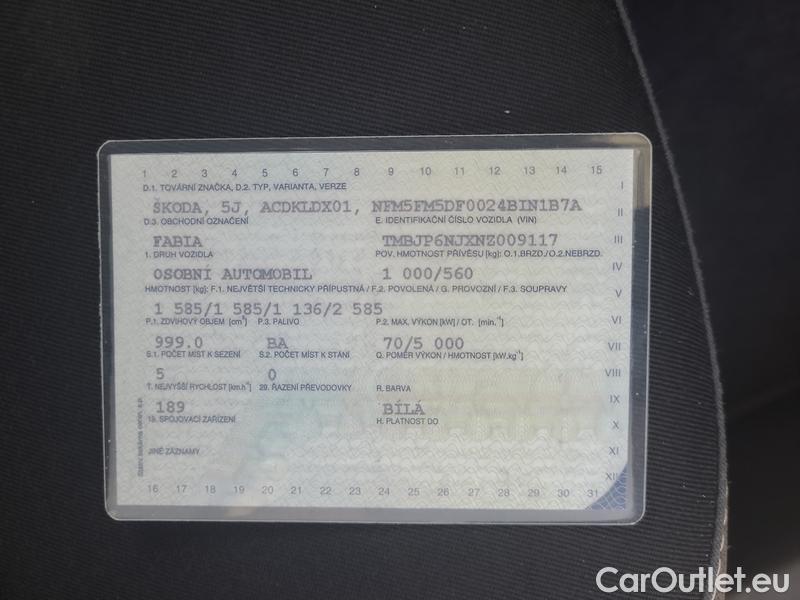 1 2 3 4 5 6 7 8 9 10 11 12 13 14 15
D.1. TOVÁRNÍ ZNAČKA, D.2. TYP, VARIANTA, VERZE
I
ŠKODA, 5J, ACDKLDX01, NFM5FM5DF0024BIN1B7A
D.3. OBCHODNÍ OZNAČENÍ E. IDENTIFIKAČNÍ ČÍSLO VOZIDLA (VIN)
II
FABIA TMBJP6NJXNZ009117
III
1. DRUH VOZIDLA POV. HMOTNOST PŘÍVĚSU [kg]: O.1.BRZD./O.2.NEBRZD.
OSOBNÍ AUTOMOBIL 1 000/560
IV
HMOTNOST [kg]: F.1. NEJVĚTŠÍ TECHNICKY PŘÍPUSTNÁ / F.2. POVOLENÁ / G. PROVOZNÍ / F.3. SOUPRAVY
V
1 585/1 585/1 136/2 585
P.1. ZDVIHOVÝ OBJEM [cm³] P.3. PALIVO P.2. MAX. VÝKON [kW] / OT. [min.⁻¹]
VI
999.0 BA 70/5 000
VII
S.1. POČET MÍST K SEZENÍ S.2. POČET MÍST K STÁNÍ Q. POMĚR VÝKON / HMOTNOST [kW.kg⁻¹]
5 0
VIII
T. NEJVYŠŠÍ RYCHLOST [km.h⁻¹] 29. ŘAZENÍ PŘEVODOVKY R. BARVA
IX
189 BÍLÁ
19. SPOJOVACÍ ZAŘÍZENÍ H. PLATNOST DO
X
JINÉ ZÁZNAMY
XI
XII
16 17 18 19 20 21 22 23 24 25 26 27 28 29 30 31
CarOutlet.eu